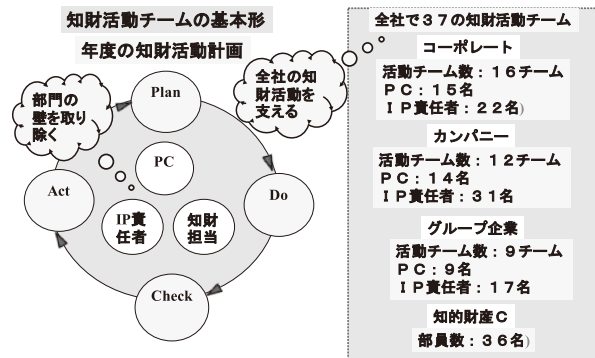 知財活動チームの基本形
年度の知財活動計画
部門の
壁を取り
除く
全社の知
財活動を
支える
Plan
PC
Act
Do
IP責
任者
知財
担当
Check
全社で３７の知財活動チーム
コーポレート
活動チーム数：１６チーム
ＰＣ：１５名
ＩＰ責任者：２２名)
カンパニー
活動チーム数：１２チーム
ＰＣ：１４名
ＩＰ責任者：３１名
グループ企業
活動チーム数：９チーム
ＰＣ：９名
ＩＰ責任者：１７名
知的財産Ｃ
部員数：３６名)